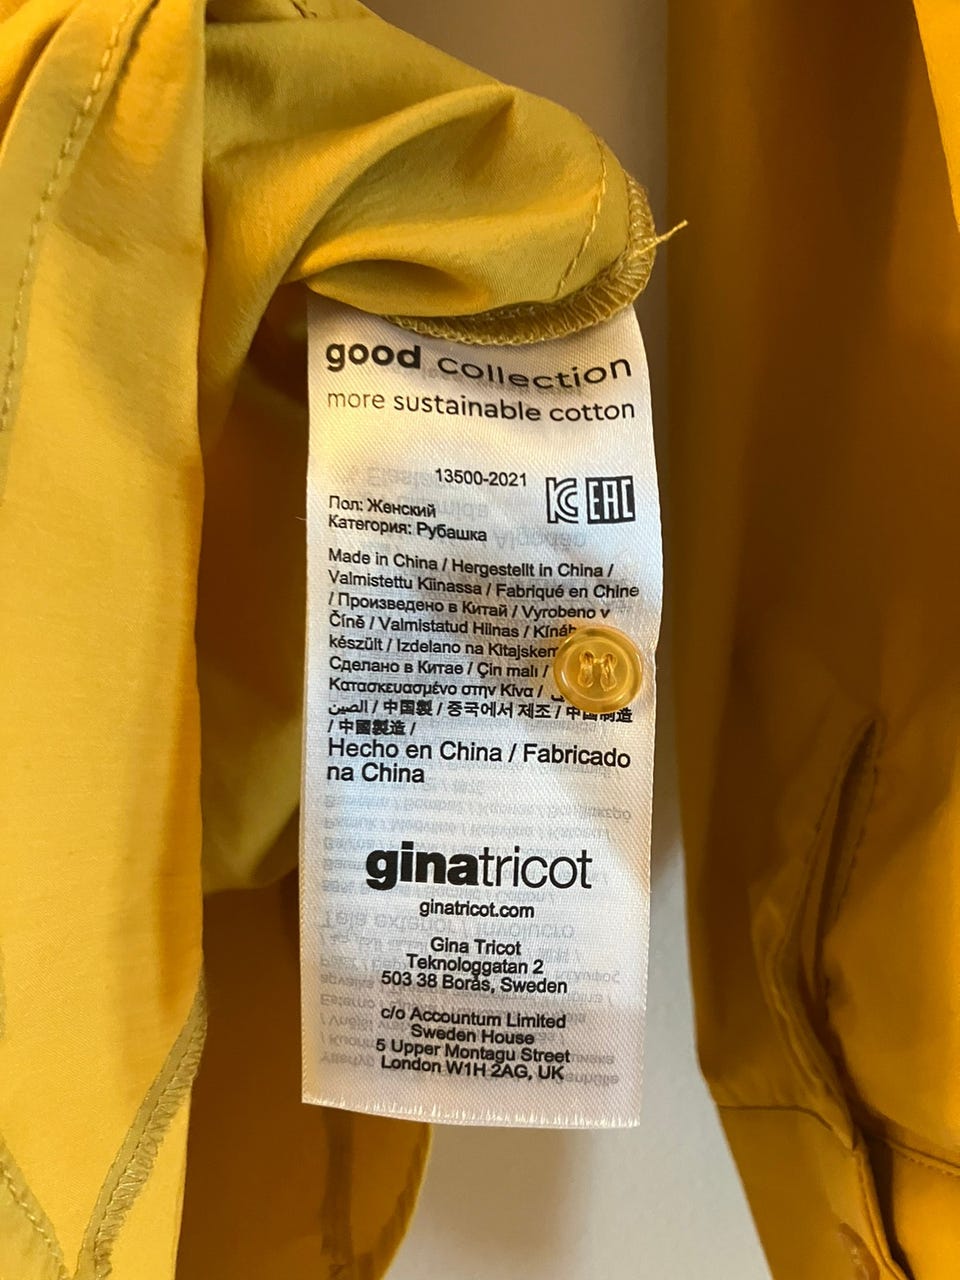 good collection
more sustainable cotton
13500-2021
EAC
Пол: Женский
Категория: Рубашка
Made in China / Hergestellt in China /
Valmistettu Kiinassa / Fabriqué en Chine
/ Произведено в Китай / Vyrobeno v
Číně / Valmistatud Hiinas /
készült / Izdelano na Kitajskem
Сделано в Китае / Çin malı /
Κατασκευασμένο στην Κίνα /
الصين / 中國製 / 중국에서 제조 / 中国制造
/ 中國製造 /
Hecho en China / Fabricado
na China
ginatricot
ginatricot.com
Gina Tricot
Teknologgatan 2
503 38 Borås, Sweden
c/o Accountum Limited
Sweden House
5 Upper Montagu Street
London W1H 2AG, UK